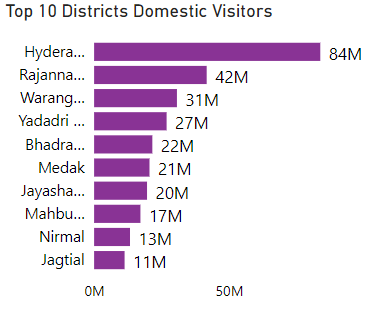 Top 10 Districts Domestic Visitors
Hydera... 84M
Rajanna... 42M
Warang... 31M
Yadadri ... 27M
Bhadra... 22M
Medak 21M
Jayasha... 20M
Mahbu... 17M
Nirmal 13M
Jagtial 11M
0M 50M